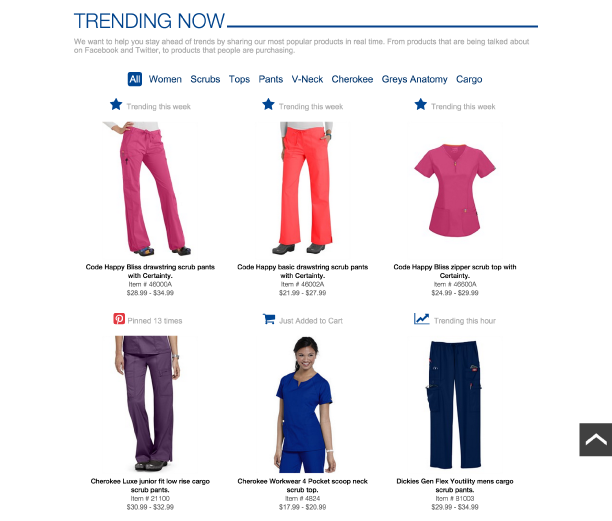 TRENDING NOW
We want to help you stay ahead of trends by sharing our most popular products in real time. From products that are being talked about
on Facebook and Twitter, to products that people are purchasing.
All Women Scrubs Tops Pants V-Neck Cherokee Greys Anatomy Cargo
Trending this week
Trending this week
Trending this week
Code Happy Bliss drawstring scrub pants
with Certainty.
Item # 46000A
$28.99 - $34.99
Code Happy basic drawstring scrub pants
with Certainty.
Item # 46002A
$21.99 - $27.99
Code Happy Bliss zipper scrub top with
Certainty.
Item # 46600A
$24.99 - $29.99
Pinned 13 times
Just Added to Cart
Trending this hour
Cherokee Luxe junior fit low rise cargo
scrub pants.
Item # 21100
$30.99 - $32.99
Cherokee Workwear 4 Pocket scoop neck
scrub top.
Item # 4824
$17.99 - $20.99
Dickies Gen Flex Youtility mens cargo
scrub pants.
Item # 81003
$29.99 - $34.99